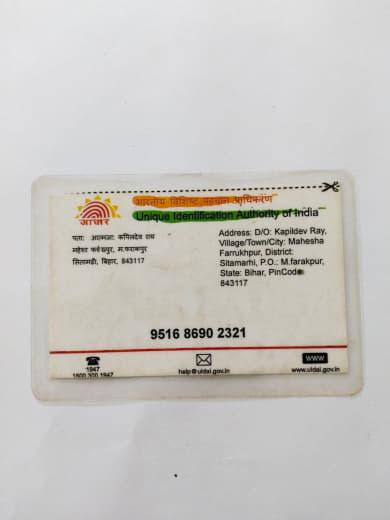 भारतीय विशिष्ट पहचान प्राधिकरण
आधार
Unique Identification Authority of India
पता: आत्मजा: कपिलदेव राय
महेशा फर्रुखपुर, म.फराकपुर
सितामढ़ी, बिहार, 843117
Address: D/O: Kapildev Ray,
Village/Town/City: Mahesha
Farrukhpur, District:
Sitamarhi, P.O.: M.farakpur,
State: Bihar, PinCode
843117
9516 8690 2321
1947
1800 300 1947
help@uidai.gov.in
WWW
www.uidai.gov.in